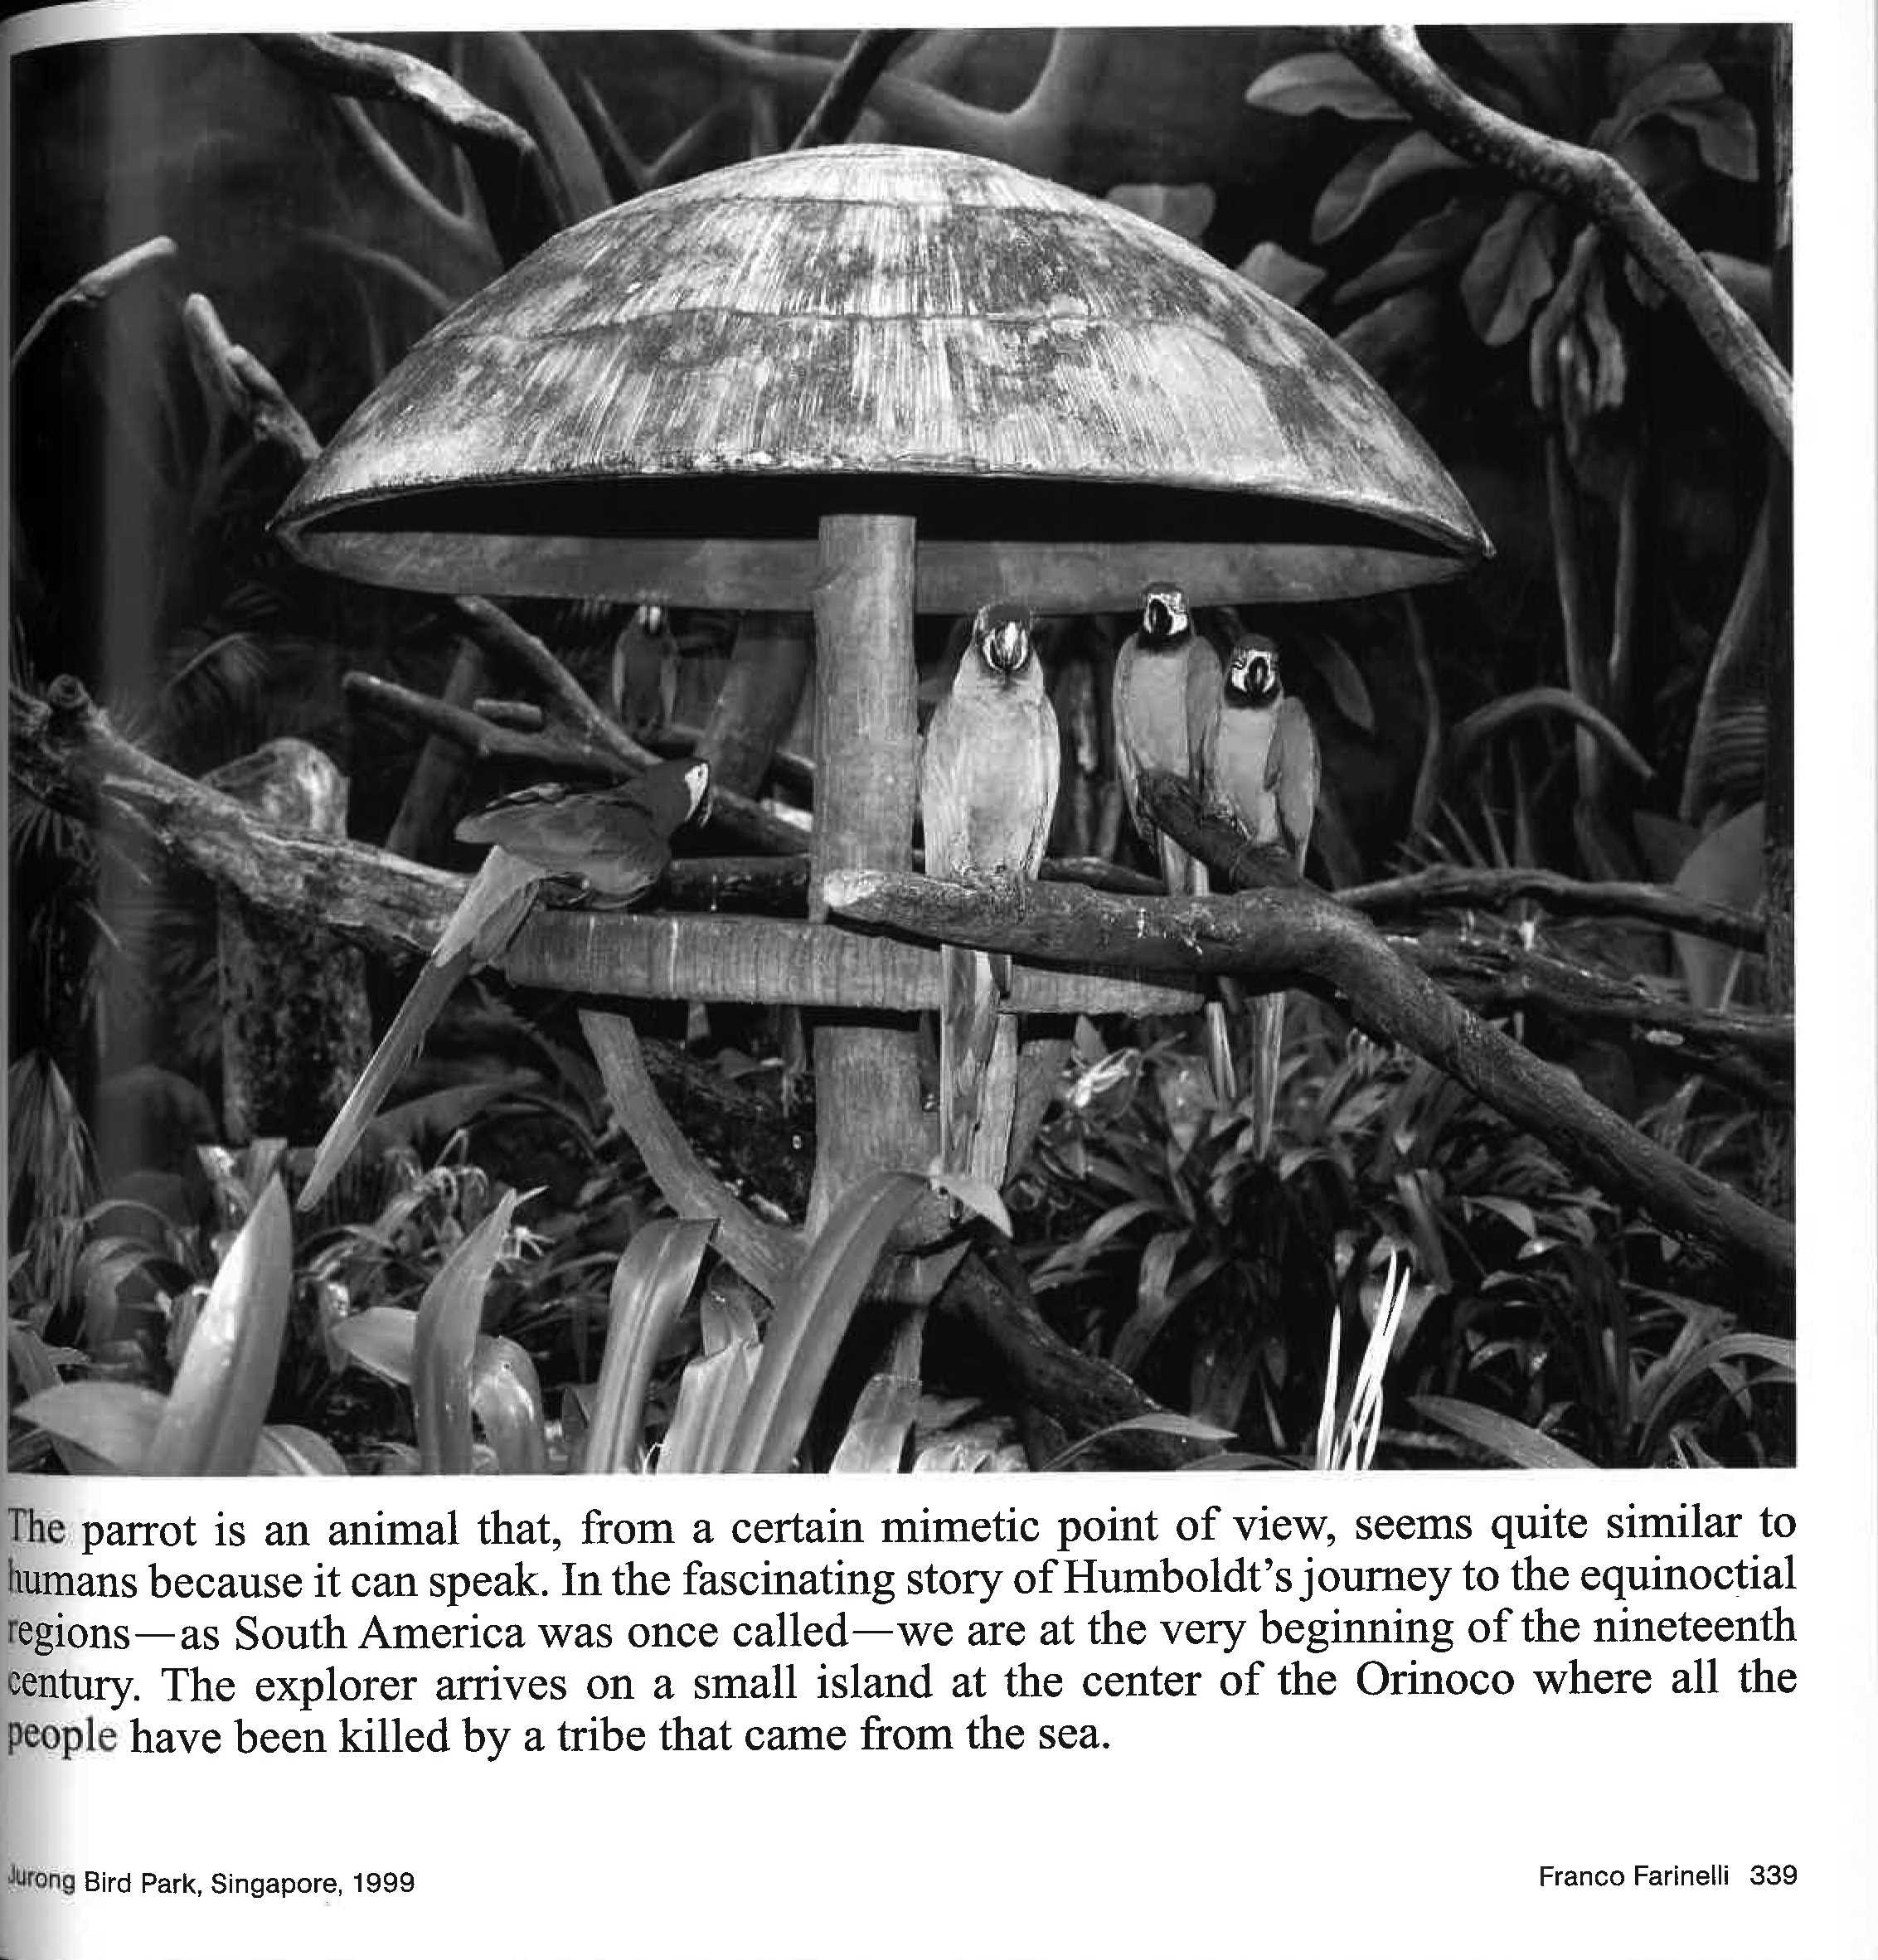 The parrot is an animal that, from a certain mimetic point of view, seems quite similar to
humans because it can speak. In the fascinating story of Humboldt's journey to the equinoctial
regions—as South America was once called—we are at the very beginning of the nineteenth
century. The explorer arrives on a small island at the center of the Orinoco where all the
people have been killed by a tribe that came from the sea.
Jurong Bird Park, Singapore, 1999
Franco Farinelli 339